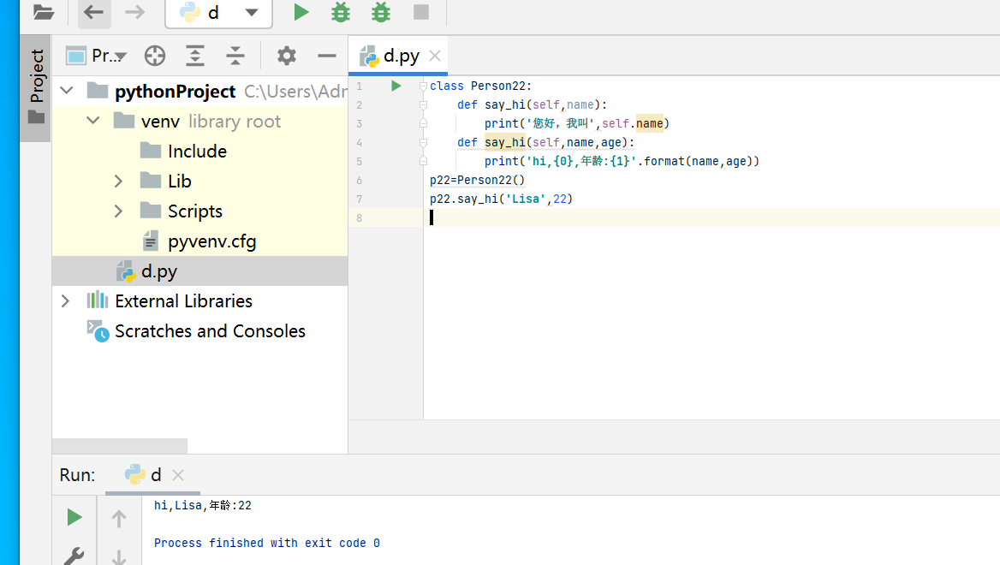 d
Project
Pr...
d.py
pythonProject C:\Users\Adr
venv library root
Include
Lib
Scripts
pyvenv.cfg
d.py
External Libraries
Scratches and Consoles
1 class Person22:
2 def say_hi(self,name):
3 print('您好，我叫',self.name)
4 def say_hi(self,name,age):
5 print('hi,{0},年龄:{1}'.format(name,age))
6 p22=Person22()
7 p22.say_hi('Lisa',22)
8
Run: d
hi,Lisa,年龄:22
Process finished with exit code 0